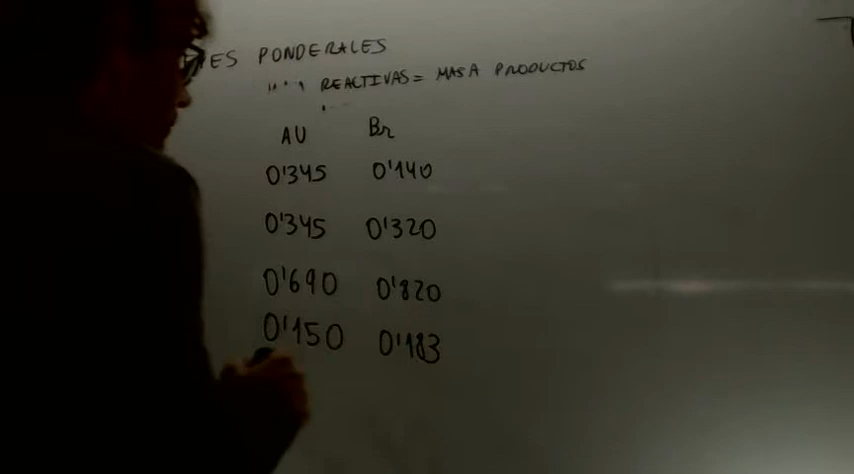 ES PONDERALES
REACTIVAS = MASA PRODUCTOS
AU Br
0'345 0'140
0'345 0'320
0'690 0'820
0'150 0'183